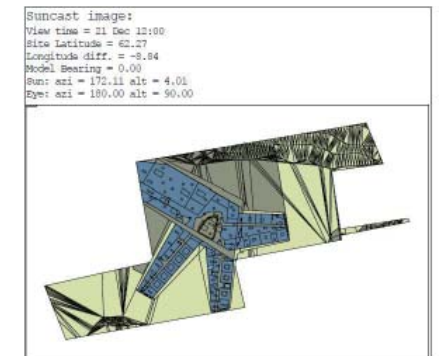 Suncast image:
View time = 21 Dec 12:00
Site Latitude = 62.27
Longitude diff. = -8.84
Model Bearing = 0.00
Sun: azi = 172.11 alt = 4.01
Eye: azi = 180.00 alt = 90.00